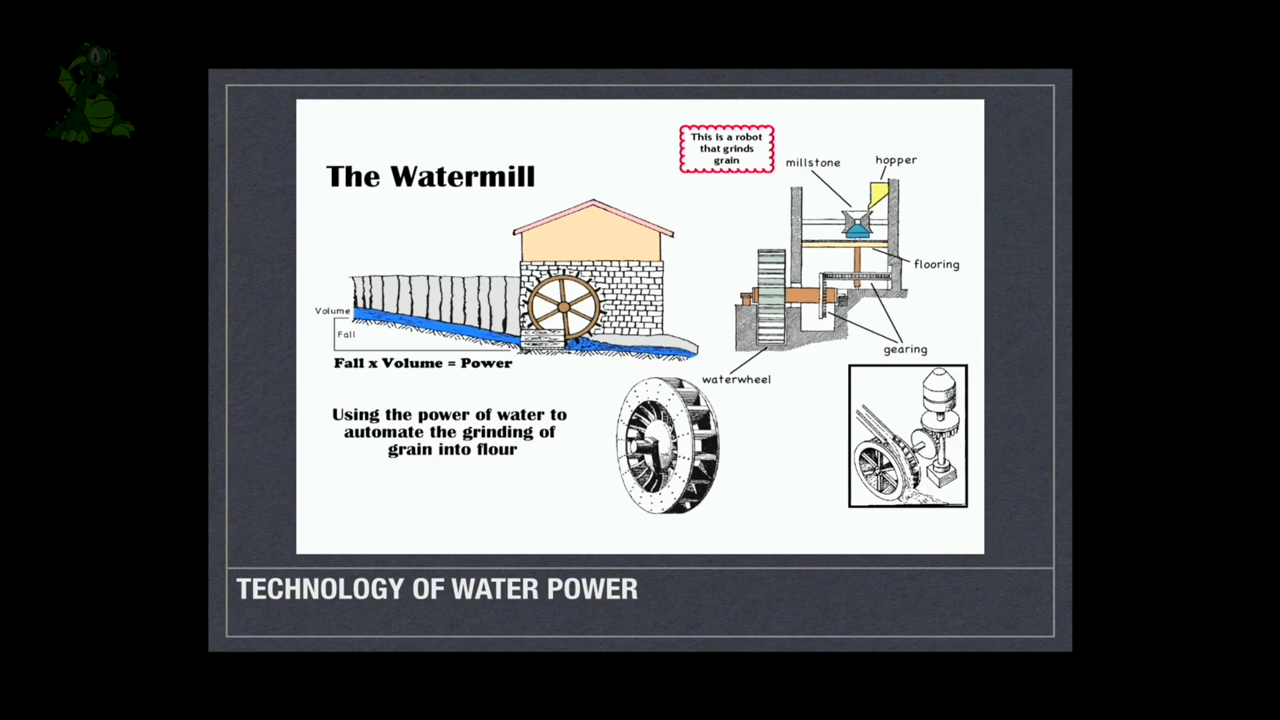 This is a robot
that grinds
grain
The Watermill
millstone
hopper
flooring
Volume
Fall
Fall x Volume = Power
gearing
waterwheel
Using the power of water to
automate the grinding of
grain into flour
TECHNOLOGY OF WATER POWER